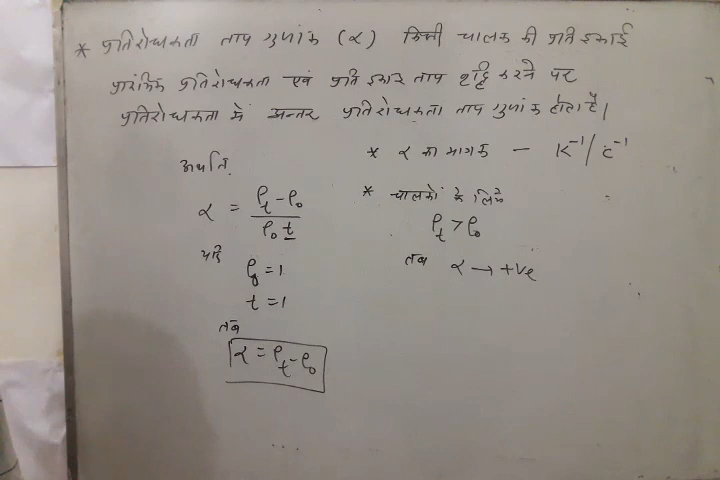 * प्रतिरोधकता ताप गुणांक (α) किसी चालक की प्रति इकाई
प्रारंभिक प्रतिरोधकता एवं प्रति इकाई ताप वृद्धि करने पर
प्रतिरोधकता में अन्तर प्रतिरोधकता ताप गुणांक होता है।
अर्थात्
α = (ρt - ρ0) / (ρ0 t)
यदि
ρ0 = 1
t = 1
तब
α = ρt - ρ0
* α का मात्रक - K⁻¹/℃⁻¹
* चालकों के लिये
ρt > ρ0
तब α → +ve